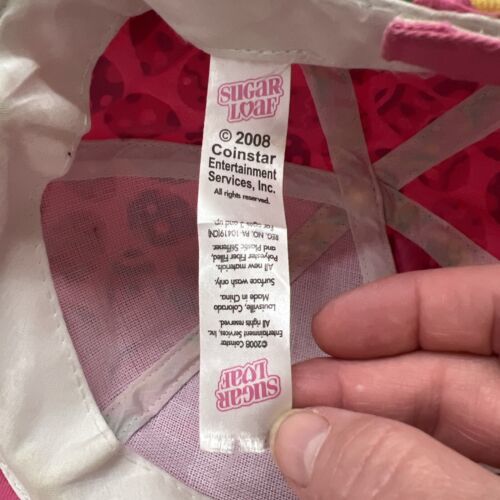 SUGAR
LOAF
© 2008
Coinstar
Entertainment
Services, Inc.
All rights reserved.
SUGAR
LOAF
©2008 Coinstar
Entertainment Services, Inc.
All rights reserved.
Louisville, Colorado
Made in China.
Surface wash only.
All new materials.
Polyester Fiber Filled,
and Plastic Stiffener.
REG. NO. PA-10419(CN)
For ages 3 and up.